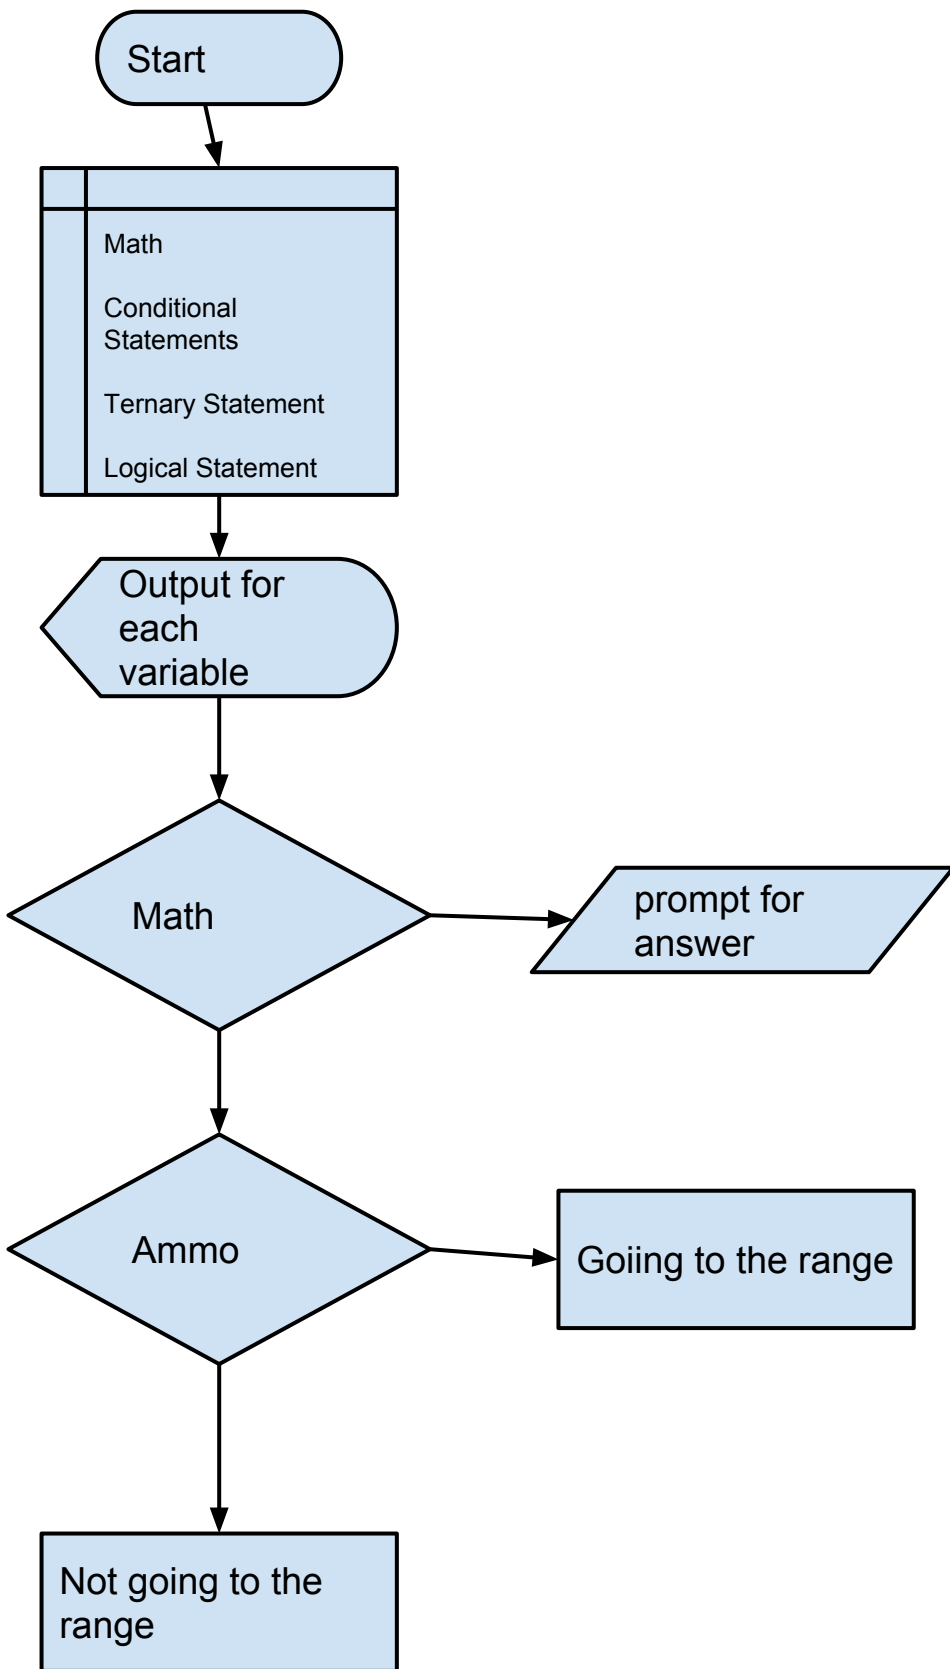 Start
Math
Conditional
Statements
Ternary Statement
Logical Statement
Output for
each
variable
Math
prompt for
answer
Ammo
Goiing to the range
Not going to the
range